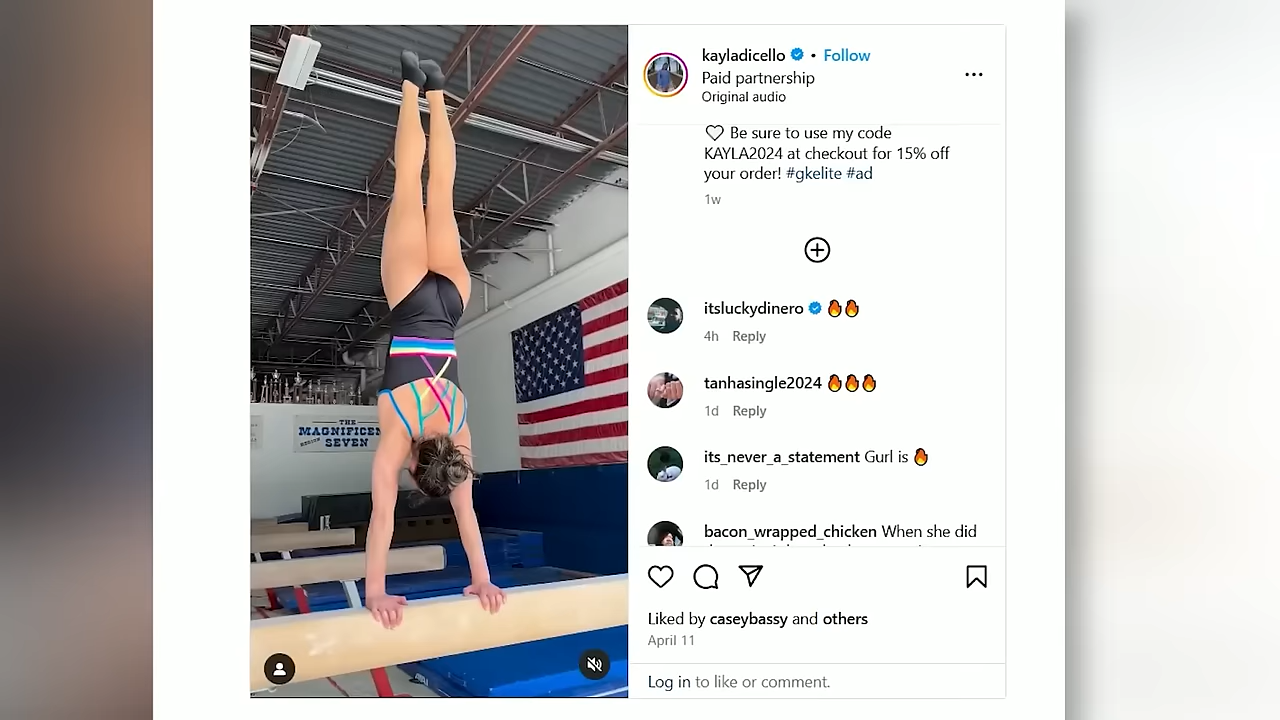 kayladicello • Follow
Paid partnership
Original audio
Be sure to use my code
KAYLA2024 at checkout for 15% off
your order! #gkelite #ad
1w
itsluckydinero 🔥🔥
4h Reply
tanhasingle2024 🔥🔥🔥
1d Reply
its_never_a_statement Gurl is 🔥
1d Reply
bacon_wrapped_chicken When she did
Liked by caseybassy and others
April 11
Log in to like or comment.
THE
MAGNIFICEN
SEVEN